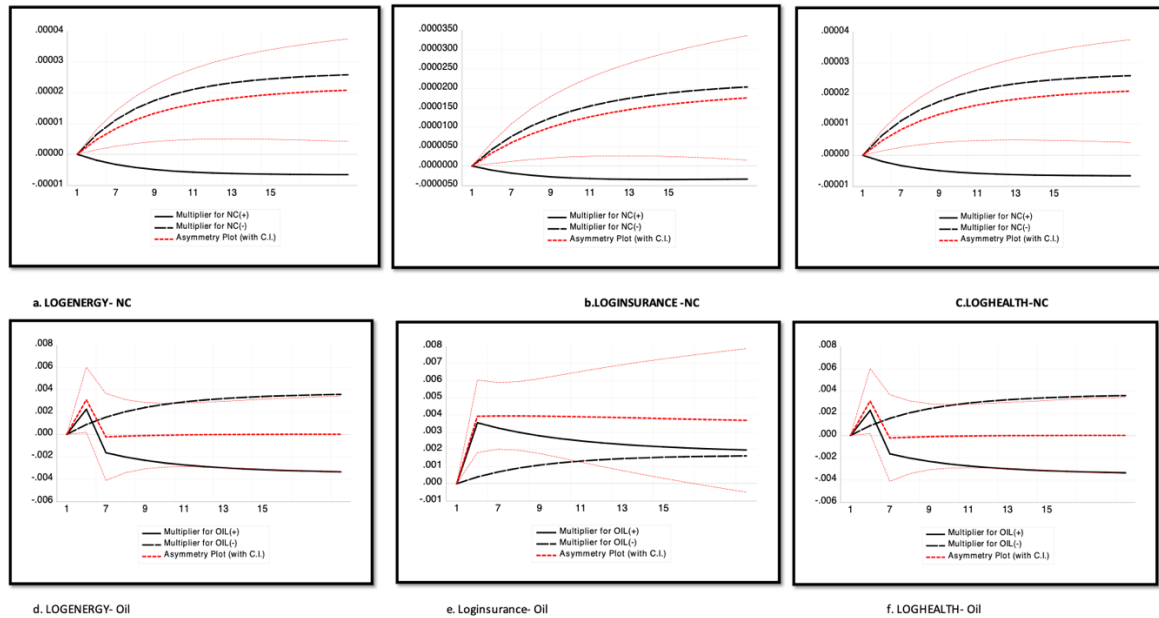 .00004
.00003
.00002
.00001
.00000
-.00001
1 7 9 11 13 15
Multiplier for NC(+)
Multiplier for NC(-)
Asymmetry Plot (with C.I.)
.0000350
.0000300
.0000250
.0000200
.0000150
.0000100
.0000050
.0000000
-.0000050
1 7 9 11 13 15
Multiplier for NC(+)
Multiplier for NC(-)
Asymmetry Plot (with C.I.)
.00004
.00003
.00002
.00001
.00000
-.00001
1 7 9 11 13 15
Multiplier for NC(+)
Multiplier for NC(-)
Asymmetry Plot (with C.I.)
a. LOGENERGY- NC
b.LOGINSURANCE -NC
C.LOGHEALTH-NC
.008
.006
.004
.002
.000
-.002
-.004
-.006
1 7 9 11 13 15
Multiplier for OIL(+)
Multiplier for OIL(-)
Asymmetry Plot (with C.I.)
.008
.007
.006
.005
.004
.003
.002
.001
.000
-.001
1 7 9 11 13 15
Multiplier for OIL(+)
Multiplier for OIL(-)
Asymmetry Plot (with C.I.)
.008
.006
.004
.002
.000
-.002
-.004
-.006
1 7 9 11 13 15
Multiplier for OIL(+)
Multiplier for OIL(-)
Asymmetry Plot (with C.I.)
d. LOGENERGY- Oil
e. Loginsurance- Oil
f. LOGHEALTH- Oil